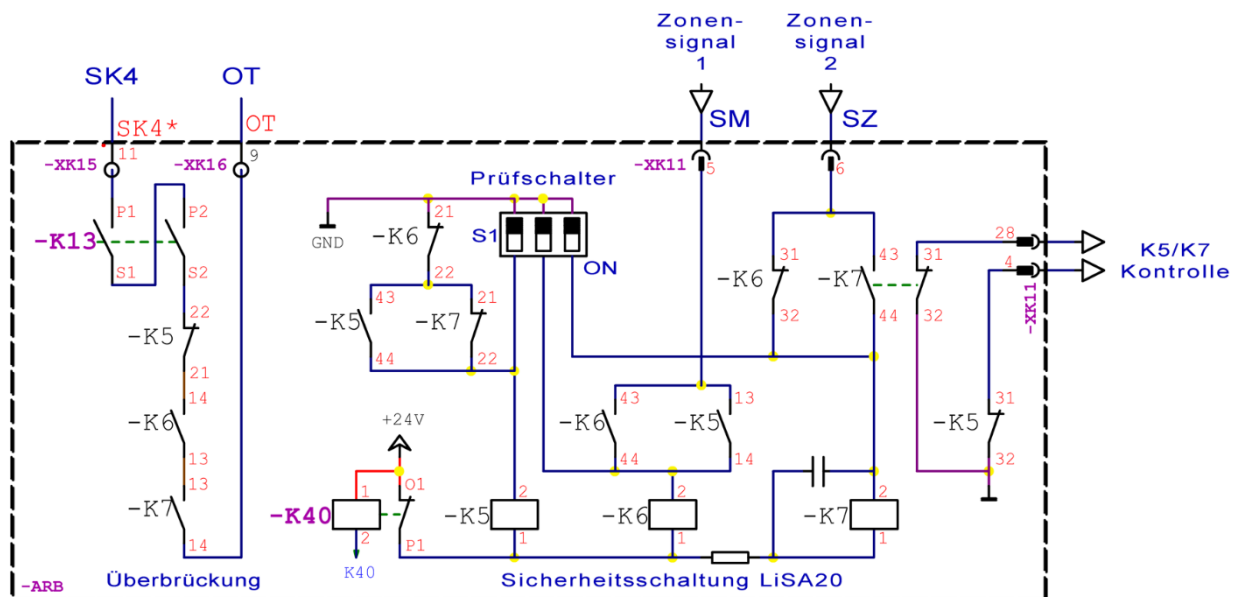 Zonen-
signal
1
Zonen-
signal
2
SK4
OT
SM
SZ
SK4*
OT
11
9
-XK15
-XK16
-XK11
5
6
Prüfschalter
P1
P2
-K13
S1
S2
GND
21
-K6
22
S1
ON
31
-K6
32
43
-K7
44
31
32
28
4
-XK11
K5/K7
Kontrolle
22
-K5
21
43
-K5
44
21
-K7
22
14
-K6
13
+24V
43
-K6
44
13
-K5
14
31
-K5
32
13
-K7
14
-K40
1
2
K40
O1
P1
-K5
2
1
-K6
2
1
-K7
2
1
-ARB
Überbrückung
Sicherheitsschaltung LiSA20